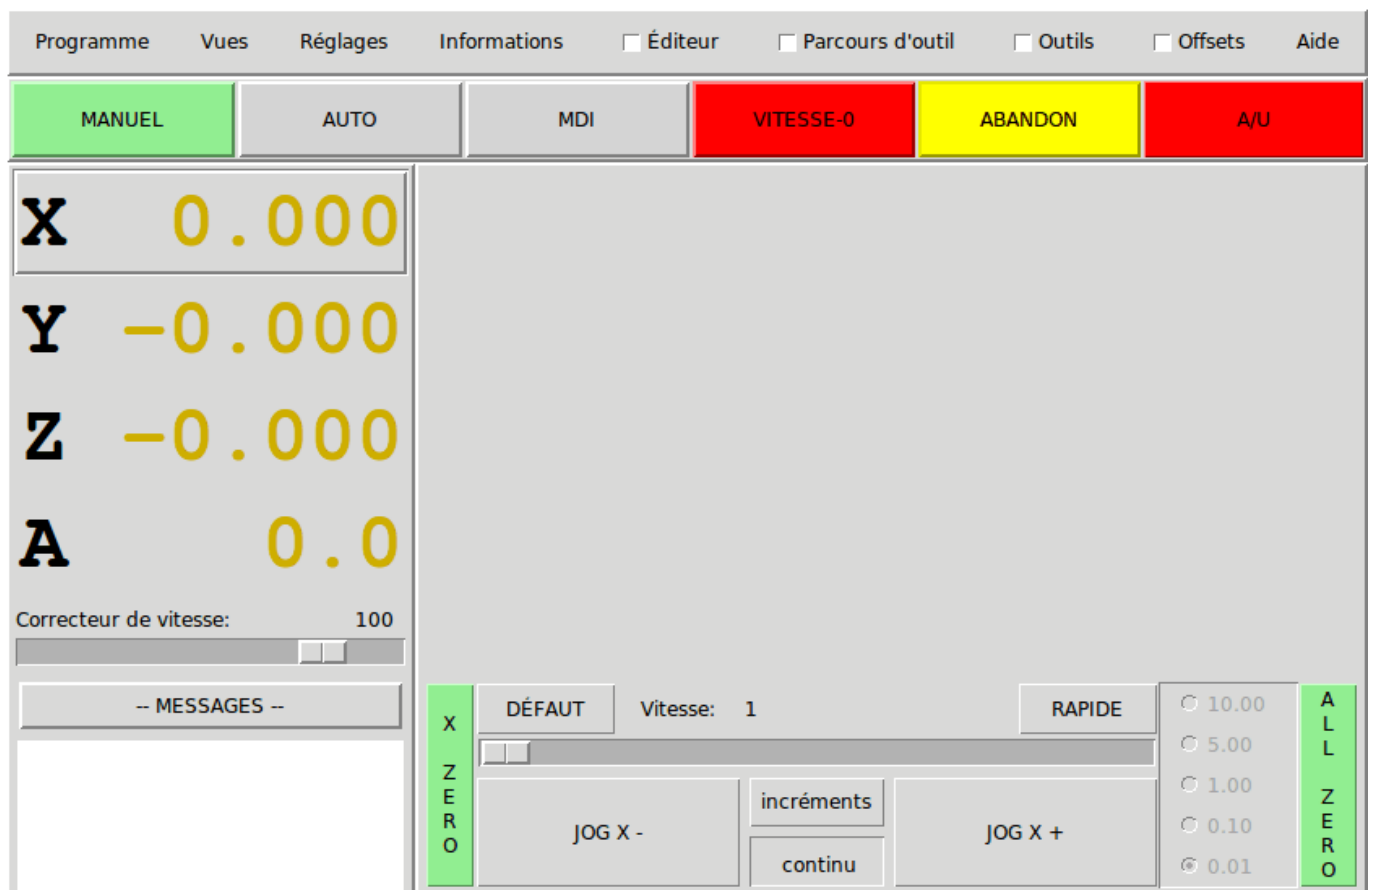 Programme Vues Réglages Informations Éditeur Parcours d'outil Outils Offsets Aide
MANUEL AUTO MDI VITESSE-0 ABANDON A/U
X 0.000
Y -0.000
Z -0.000
A 0.0
Correcteur de vitesse: 100
-- MESSAGES --
X ZERO
DÉFAUT Vitesse: 1 RAPIDE
JOG X -
incréments
continu
JOG X +
10.00
5.00
1.00
0.10
0.01
ALL ZERO